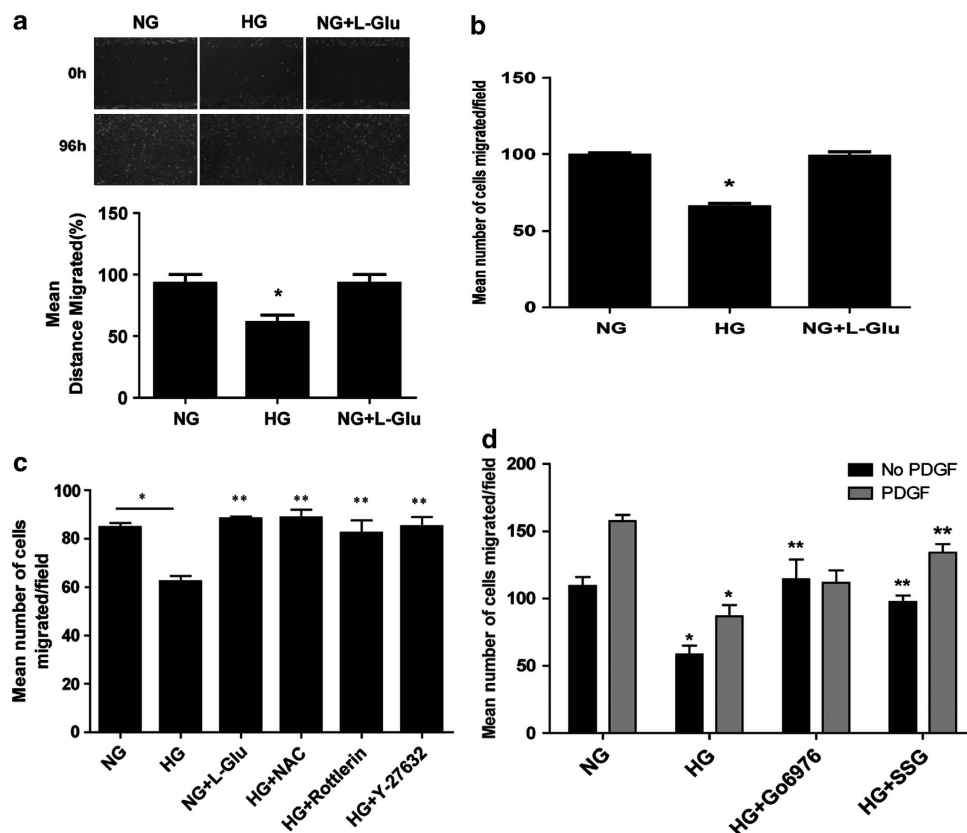 a
NG HG NG+L-Glu
0h
96h
Mean
Distance Migrated(%)
150
100
50
0
*
NG HG NG+L-Glu
b
Mean number of cells migrated/field
150
100
50
0
*
NG HG NG+L-Glu
c
Mean number of cells
migrated/field
100
80
60
40
20
0
* ** ** ** **
NG HG NG+L-Glu HG+NAC HG+Rottlerin HG+Y-27632
d
Mean number of cells migrated/field
200
150
100
50
0
No PDGF
PDGF
* * ** ** **
NG HG HG+Go6976 HG+SSG